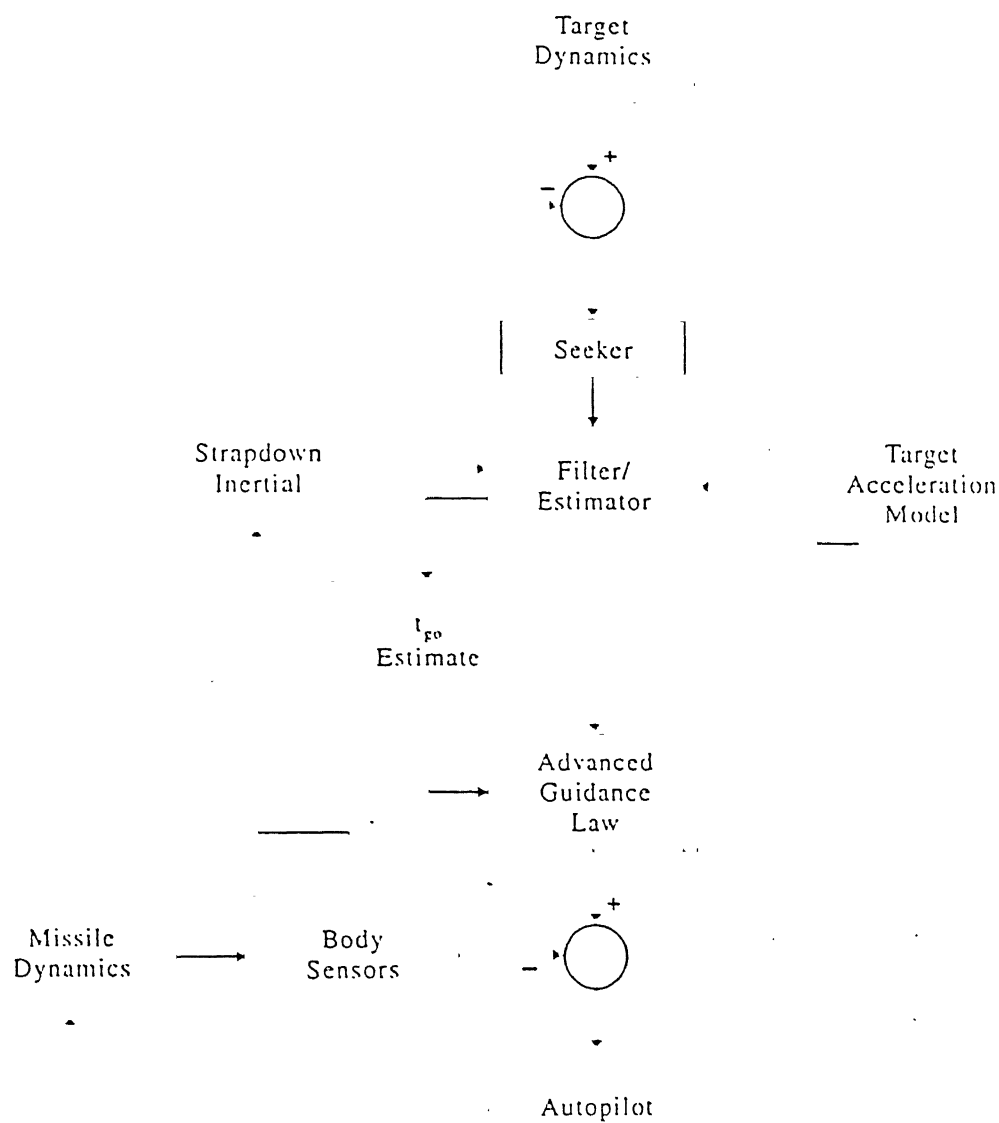 Target
Dynamics
+
−
Seeker
Strapdown
Inertial
Filter/
Estimator
Target
Acceleration
Model
t_go
Estimate
Advanced
Guidance
Law
+
−
Missile
Dynamics
Body
Sensors
Autopilot